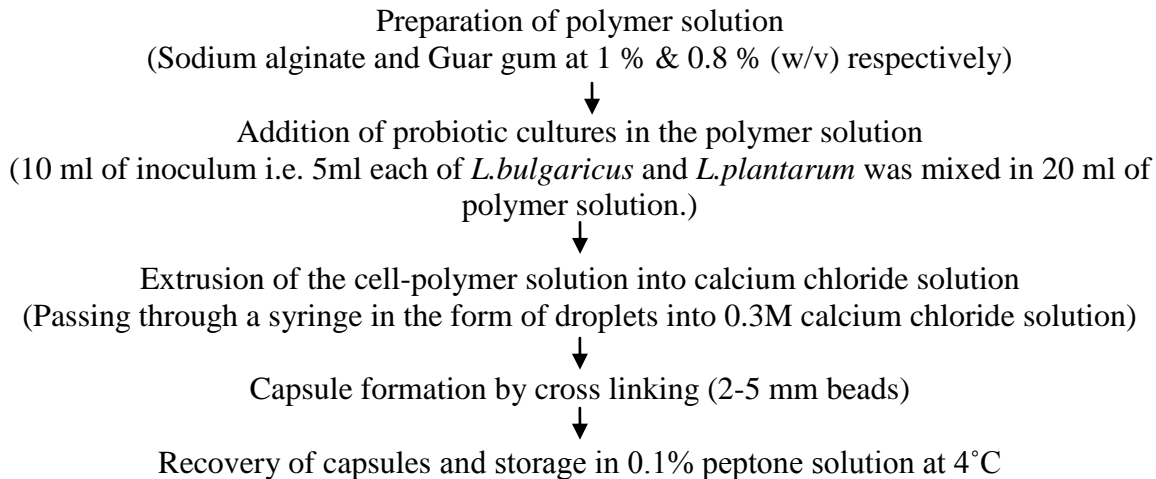 Preparation of polymer solution
(Sodium alginate and Guar gum at 1 % & 0.8 % (w/v) respectively)
Addition of probiotic cultures in the polymer solution
(10 ml of inoculum i.e. 5ml each of L.bulgaricus and L.plantarum was mixed in 20 ml of
polymer solution.)
Extrusion of the cell-polymer solution into calcium chloride solution
(Passing through a syringe in the form of droplets into 0.3M calcium chloride solution)
Capsule formation by cross linking (2-5 mm beads)
Recovery of capsules and storage in 0.1% peptone solution at 4˚C